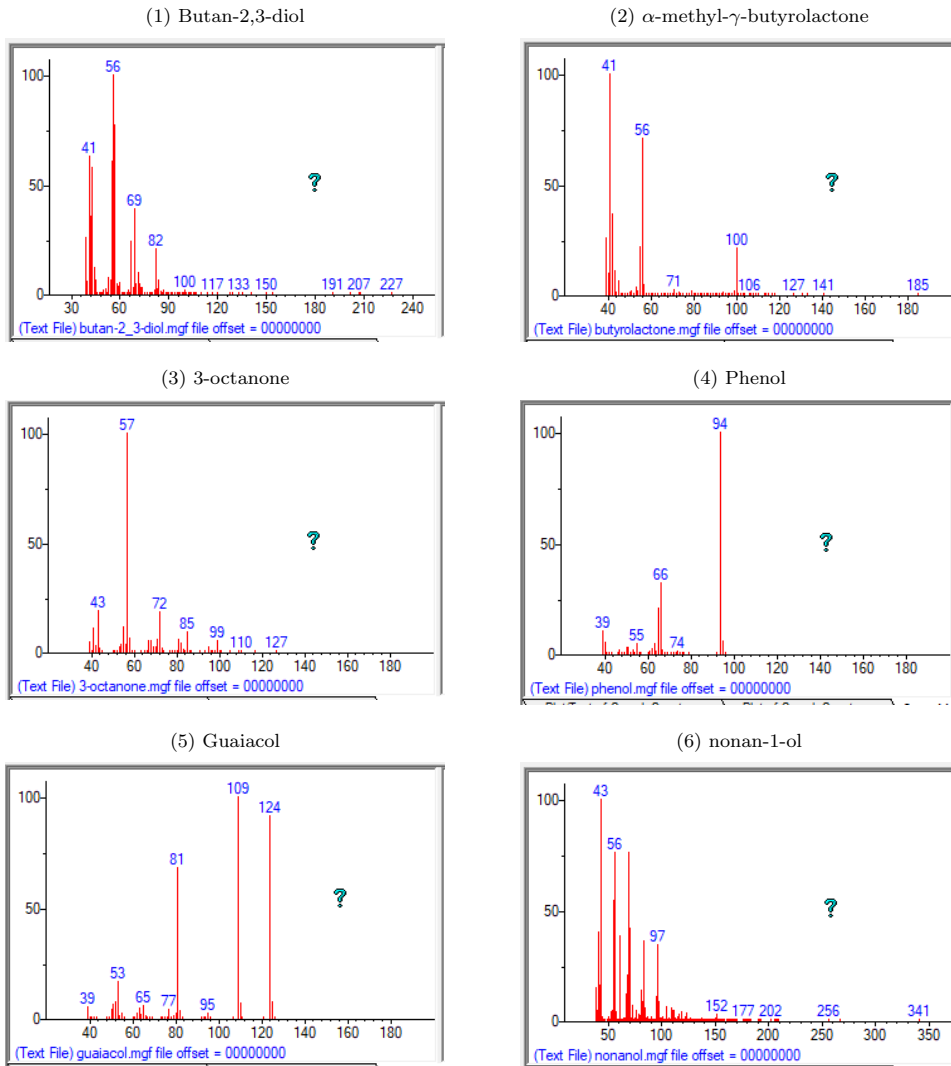 (1) Butan-2,3-diol
100
56
41
50
69
82
100 117 133 150 191 207 227
0
30 60 90 120 150 180 210 240
(Text File) butan-2_3-diol.mgf file offset = 00000000
(2) α-methyl-γ-butyrolactone
41
100
56
50
100
71 106 127 141 185
0
40 60 80 100 120 140 160 180
(Text File) butyrolactone.mgf file offset = 00000000
(3) 3-octanone
57
100
50
43 72
85 99
110 127
0
40 60 80 100 120 140 160 180
(Text File) 3-octanone.mgf file offset = 00000000
(4) Phenol
94
100
50
66
39 55 74
0
40 60 80 100 120 140 160 180
(Text File) phenol.mgf file offset = 00000000
(5) Guaiacol
109
100
124
81
50
53
39 65 77 95
0
40 60 80 100 120 140 160 180
(Text File) guaiacol.mgf file offset = 00000000
(6) nonan-1-ol
43
100
56
50
97
152 177 202 256 341
0
50 100 150 200 250 300 350
(Text File) nonanol.mgf file offset = 00000000